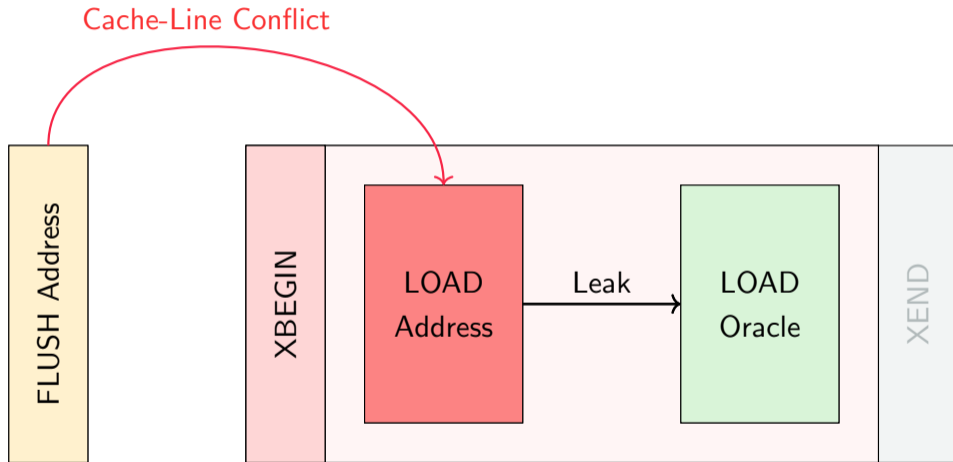 Cache-Line Conflict
FLUSH Address
XBEGIN
LOAD
Address
Leak
LOAD
Oracle
XEND